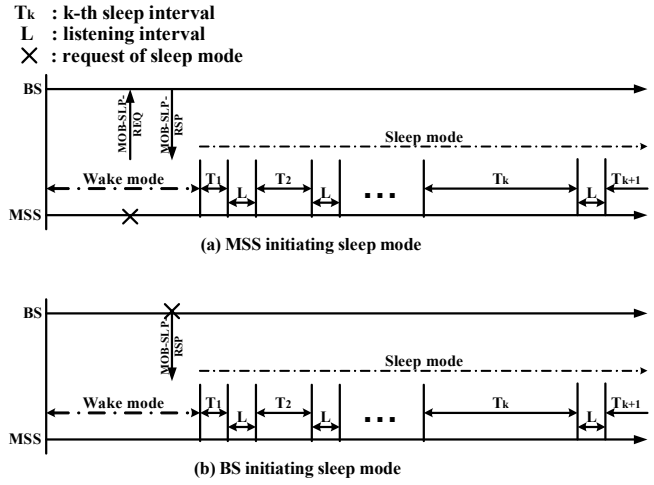 Tk : k-th sleep interval
L : listening interval
✕ : request of sleep mode
BS
MOB-SLP-REQ
MOB-SLP-RSP
Sleep mode
Wake mode
T1
L
T2
L
...
Tk
L
Tk+1
MSS
(a) MSS initiating sleep mode
BS
MOB-SLP-RSP
Sleep mode
Wake mode
T1
L
T2
L
...
Tk
L
Tk+1
MSS
(b) BS initiating sleep mode